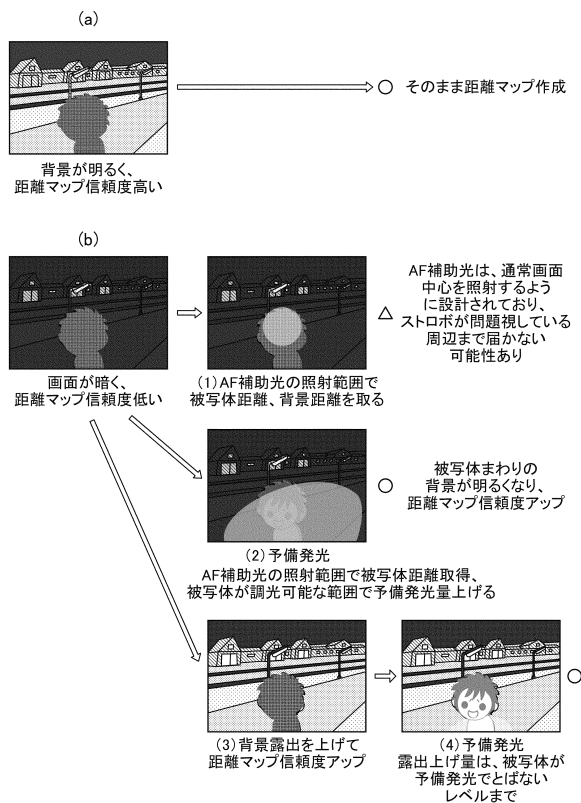 (a)
○ そのまま距離マップ作成
背景が明るく、
距離マップ信頼度高い
(b)
AF補助光は、通常画面
中心を照射するよう
に設計されており、
△ ストロボが問題視している
周辺まで届かない
可能性あり
画面が暗く、
距離マップ信頼度低い
(1)AF補助光の照射範囲で
被写体距離、背景距離を取る
被写体まわりの
○ 背景が明るくなり、
距離マップ信頼度アップ
(2)予備発光
AF補助光の照射範囲で被写体距離取得、
被写体が調光可能な範囲で予備発光量上げる
○
(3)背景露出を上げて
距離マップ信頼度アップ
(4)予備発光
露出上げ量は、被写体が
予備発光でとばない
レベルまで